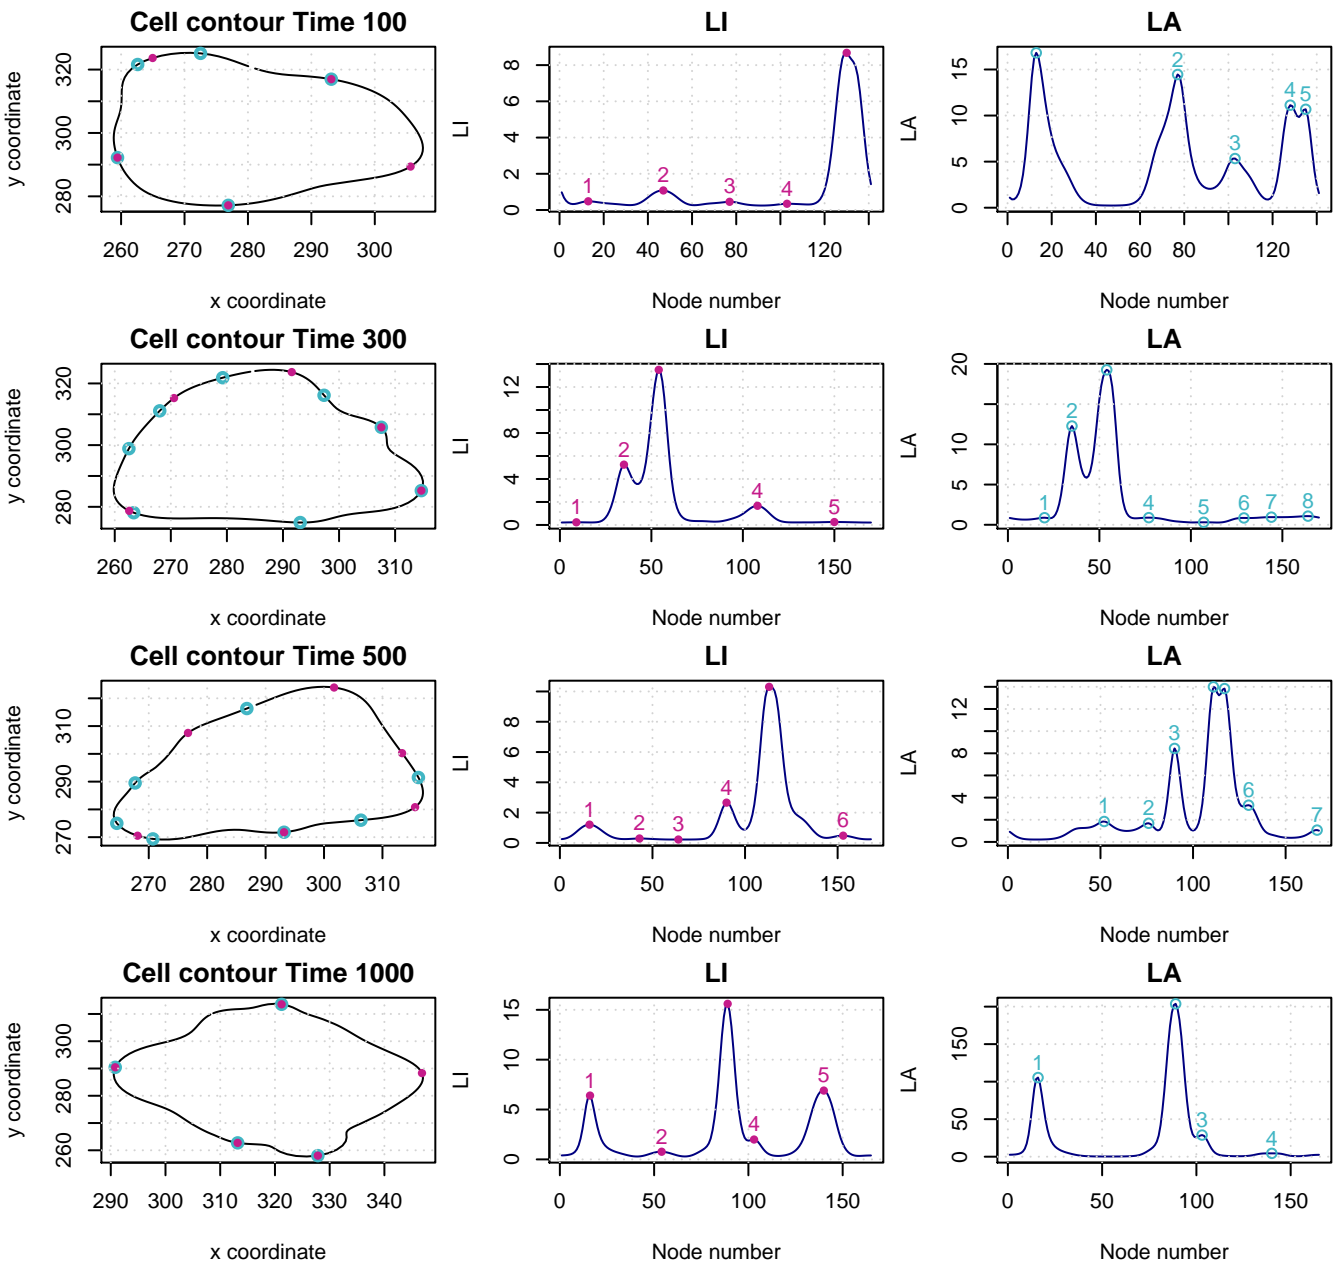 Cell contour Time 100
LI
LA
y coordinate
320
300
280
260 270 280 290 300
x coordinate
LI
8
6
4
2
0
1 2 3 4
0 20 40 60 80 120
Node number
LA
15
10
5
0
2 3 4 5
0 20 40 60 80 120
Node number
Cell contour Time 300
LI
LA
y coordinate
320
300
280
260 270 280 290 300 310
x coordinate
LI
12
8
4
0
1 2 4 5
0 50 100 150
Node number
LA
20
10
5
0
1 2 4 5 6 7 8
0 50 100 150
Node number
Cell contour Time 500
LI
LA
y coordinate
310
290
270
270 280 290 300 310
x coordinate
LI
8
6
4
2
0
1 2 3 4 6
0 50 100 150
Node number
LA
12
8
4
0
1 2 3 6 7
0 50 100 150
Node number
Cell contour Time 1000
LI
LA
y coordinate
300
280
260
290 300 310 320 330 340
x coordinate
LI
15
10
5
0
1 2 4 5
0 50 100 150
Node number
LA
150
50
0
1 3 4
0 50 100 150
Node number